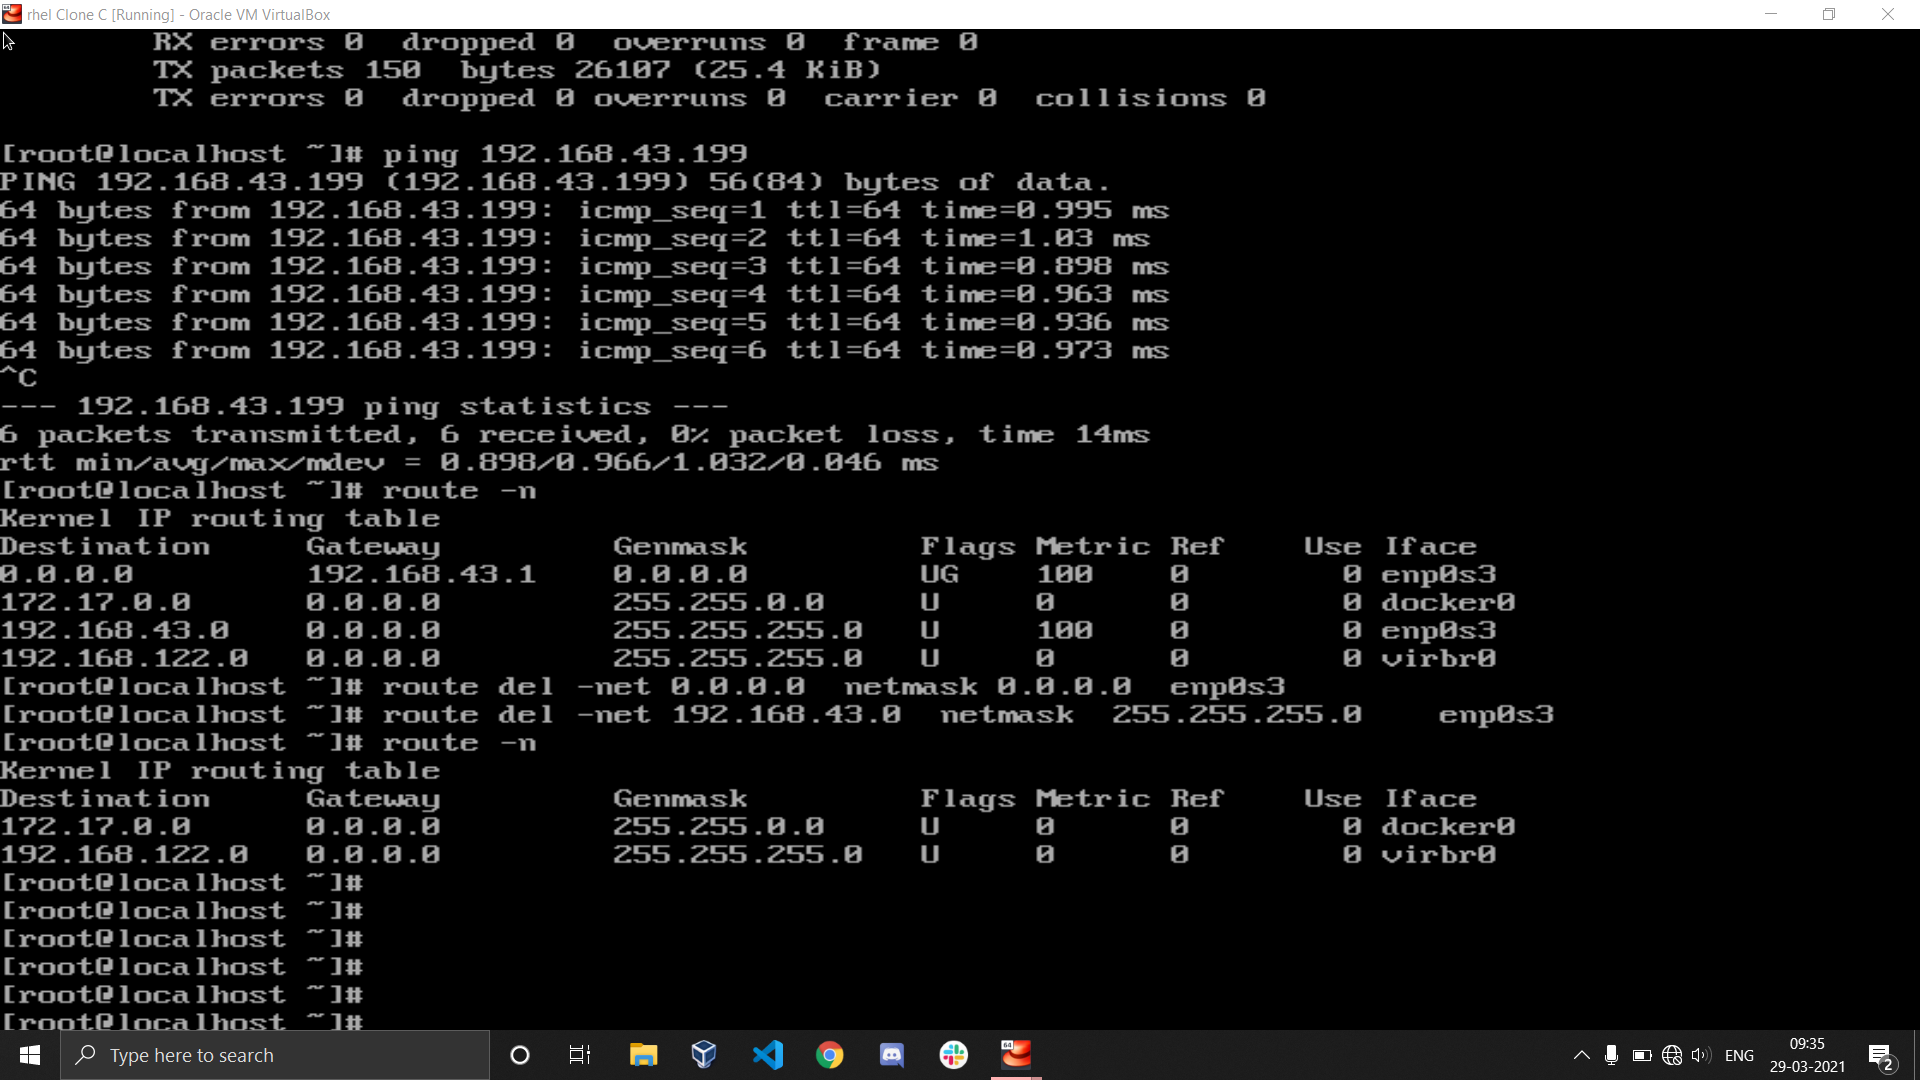 rhel Clone C [Running] - Oracle VM VirtualBox
RX errors 0  dropped 0  overruns 0  frame 0
TX packets 150  bytes 26107 (25.4 KiB)
TX errors 0  dropped 0 overruns 0  carrier 0  collisions 0
[root@localhost ~]# ping 192.168.43.199
PING 192.168.43.199 (192.168.43.199) 56(84) bytes of data.
64 bytes from 192.168.43.199: icmp_seq=1 ttl=64 time=0.995 ms
64 bytes from 192.168.43.199: icmp_seq=2 ttl=64 time=1.03 ms
64 bytes from 192.168.43.199: icmp_seq=3 ttl=64 time=0.898 ms
64 bytes from 192.168.43.199: icmp_seq=4 ttl=64 time=0.963 ms
64 bytes from 192.168.43.199: icmp_seq=5 ttl=64 time=0.936 ms
64 bytes from 192.168.43.199: icmp_seq=6 ttl=64 time=0.973 ms
^C
--- 192.168.43.199 ping statistics ---
6 packets transmitted, 6 received, 0% packet loss, time 14ms
rtt min/avg/max/mdev = 0.898/0.966/1.032/0.046 ms
[root@localhost ~]# route -n
Kernel IP routing table
Destination     Gateway         Genmask         Flags Metric Ref    Use Iface
0.0.0.0         192.168.43.1    0.0.0.0         UG    100    0        0 enp0s3
172.17.0.0      0.0.0.0         255.255.0.0     U     0      0        0 docker0
192.168.43.0    0.0.0.0         255.255.255.0   U     100    0        0 enp0s3
192.168.122.0   0.0.0.0         255.255.255.0   U     0      0        0 virbr0
[root@localhost ~]# route del -net 0.0.0.0  netmask 0.0.0.0  enp0s3
[root@localhost ~]# route del -net 192.168.43.0  netmask  255.255.255.0    enp0s3
[root@localhost ~]# route -n
Kernel IP routing table
Destination     Gateway         Genmask         Flags Metric Ref    Use Iface
172.17.0.0      0.0.0.0         255.255.0.0     U     0      0        0 docker0
192.168.122.0   0.0.0.0         255.255.255.0   U     0      0        0 virbr0
[root@localhost ~]#
[root@localhost ~]#
[root@localhost ~]#
[root@localhost ~]#
[root@localhost ~]#
[root@localhost ~]#
Type here to search
64
ENG
09:35
29-03-2021
2